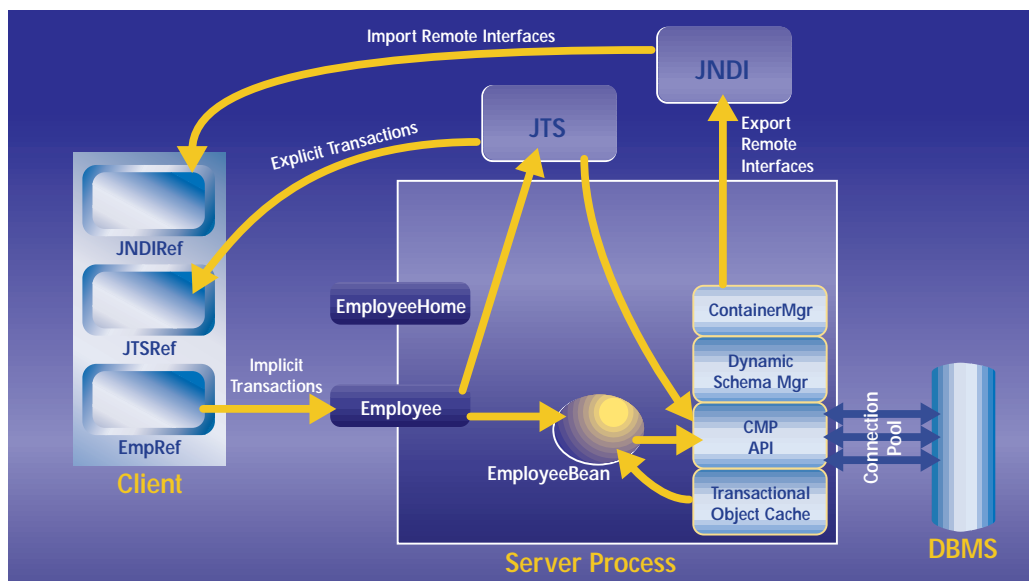 Import Remote Interfaces
JNDI
JTS
Explicit Transactions
Export
Remote
Interfaces
JNDIRef
EmployeeHome
ContainerMgr
JTSRef
Dynamic
Schema Mgr
Implicit
Transactions
Employee
CMP
API
Connection
Pool
EmpRef
EmployeeBean
Client
Transactional
Object Cache
DBMS
Server Process